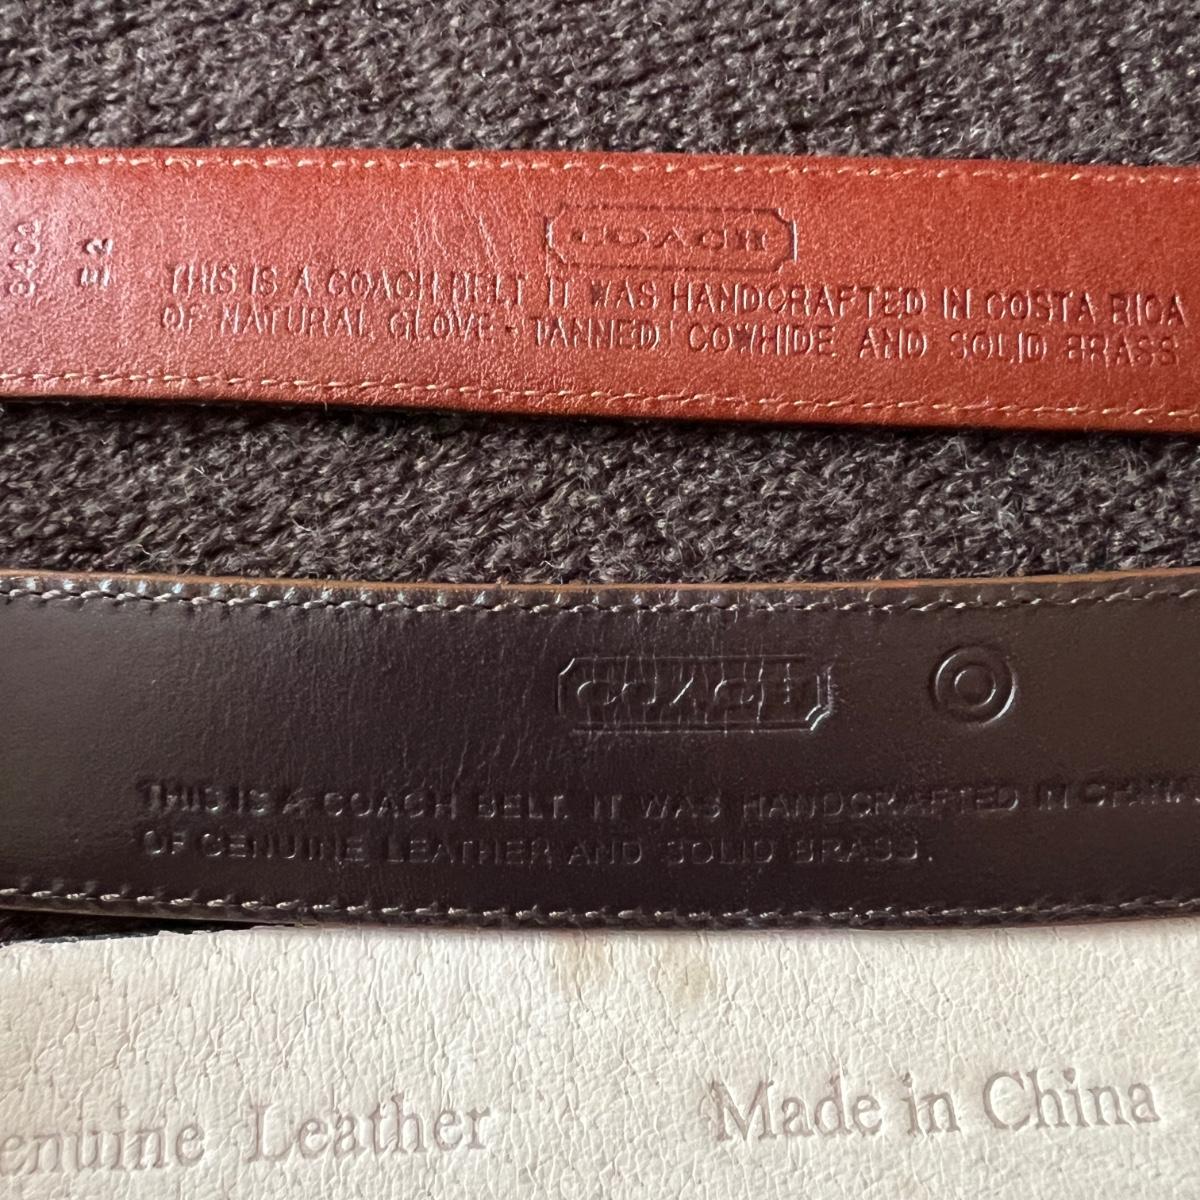 COACH
THIS IS A COACH BELT IT WAS HANDCRAFTED IN COSTA RICA
OF NATURAL GLOVE-TANNED COWHIDE AND SOLID BRASS
COACH
THIS IS A COACH BELT. IT WAS HANDCRAFTED IN CHINA
OF GENUINE LEATHER AND SOLID BRASS.
enuine Leather Made in China